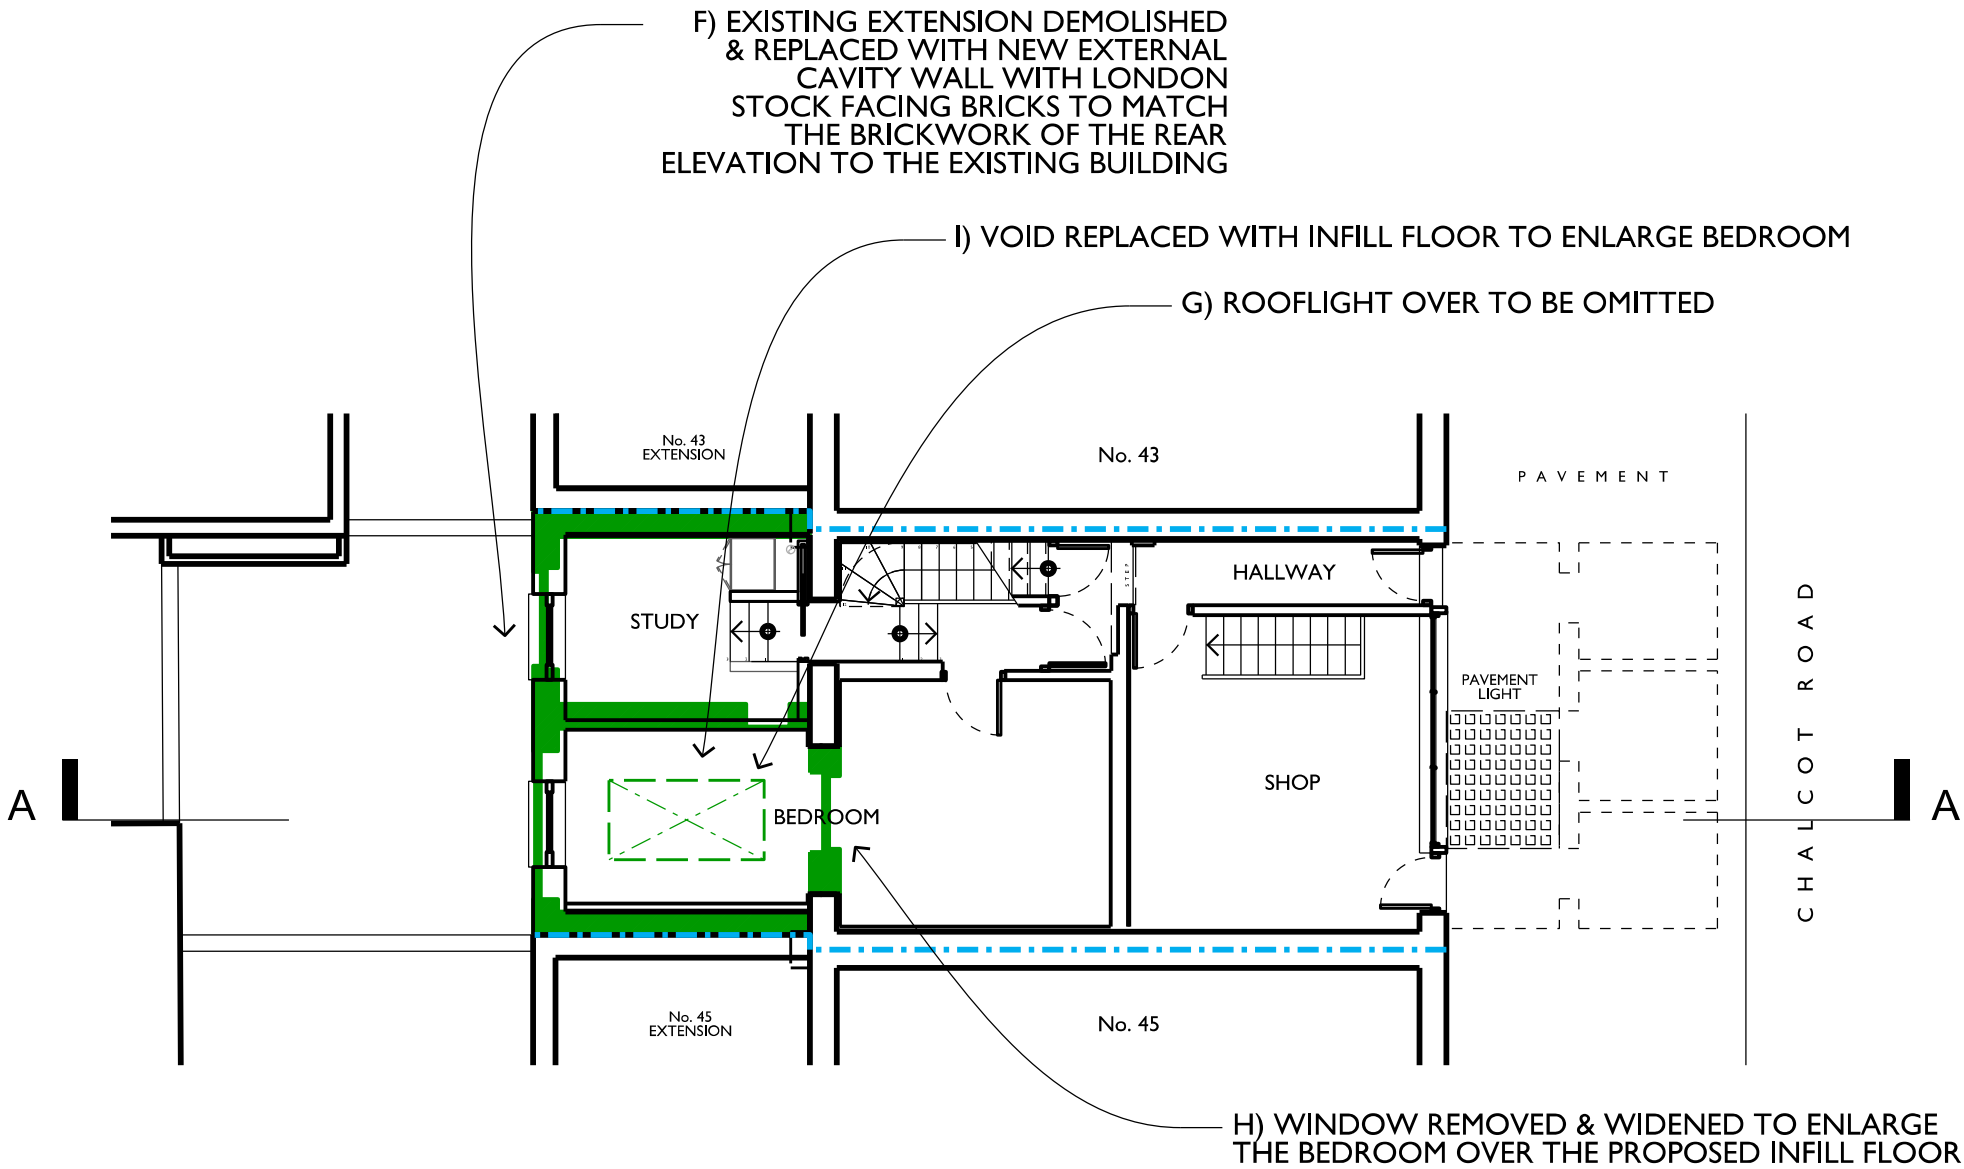 F) EXISTING EXTENSION DEMOLISHED
& REPLACED WITH NEW EXTERNAL
CAVITY WALL WITH LONDON
STOCK FACING BRICKS TO MATCH
THE BRICKWORK OF THE REAR
ELEVATION TO THE EXISTING BUILDING
I) VOID REPLACED WITH INFILL FLOOR TO ENLARGE BEDROOM
G) ROOFLIGHT OVER TO BE OMITTED
No. 43
EXTENSION
No. 43
PAVEMENT
HALLWAY
STEP
STUDY
PAVEMENT
LIGHT
CHALCOT ROAD
SHOP
BEDROOM
A
A
No. 45
EXTENSION
No. 45
H) WINDOW REMOVED & WIDENED TO ENLARGE
THE BEDROOM OVER THE PROPOSED INFILL FLOOR